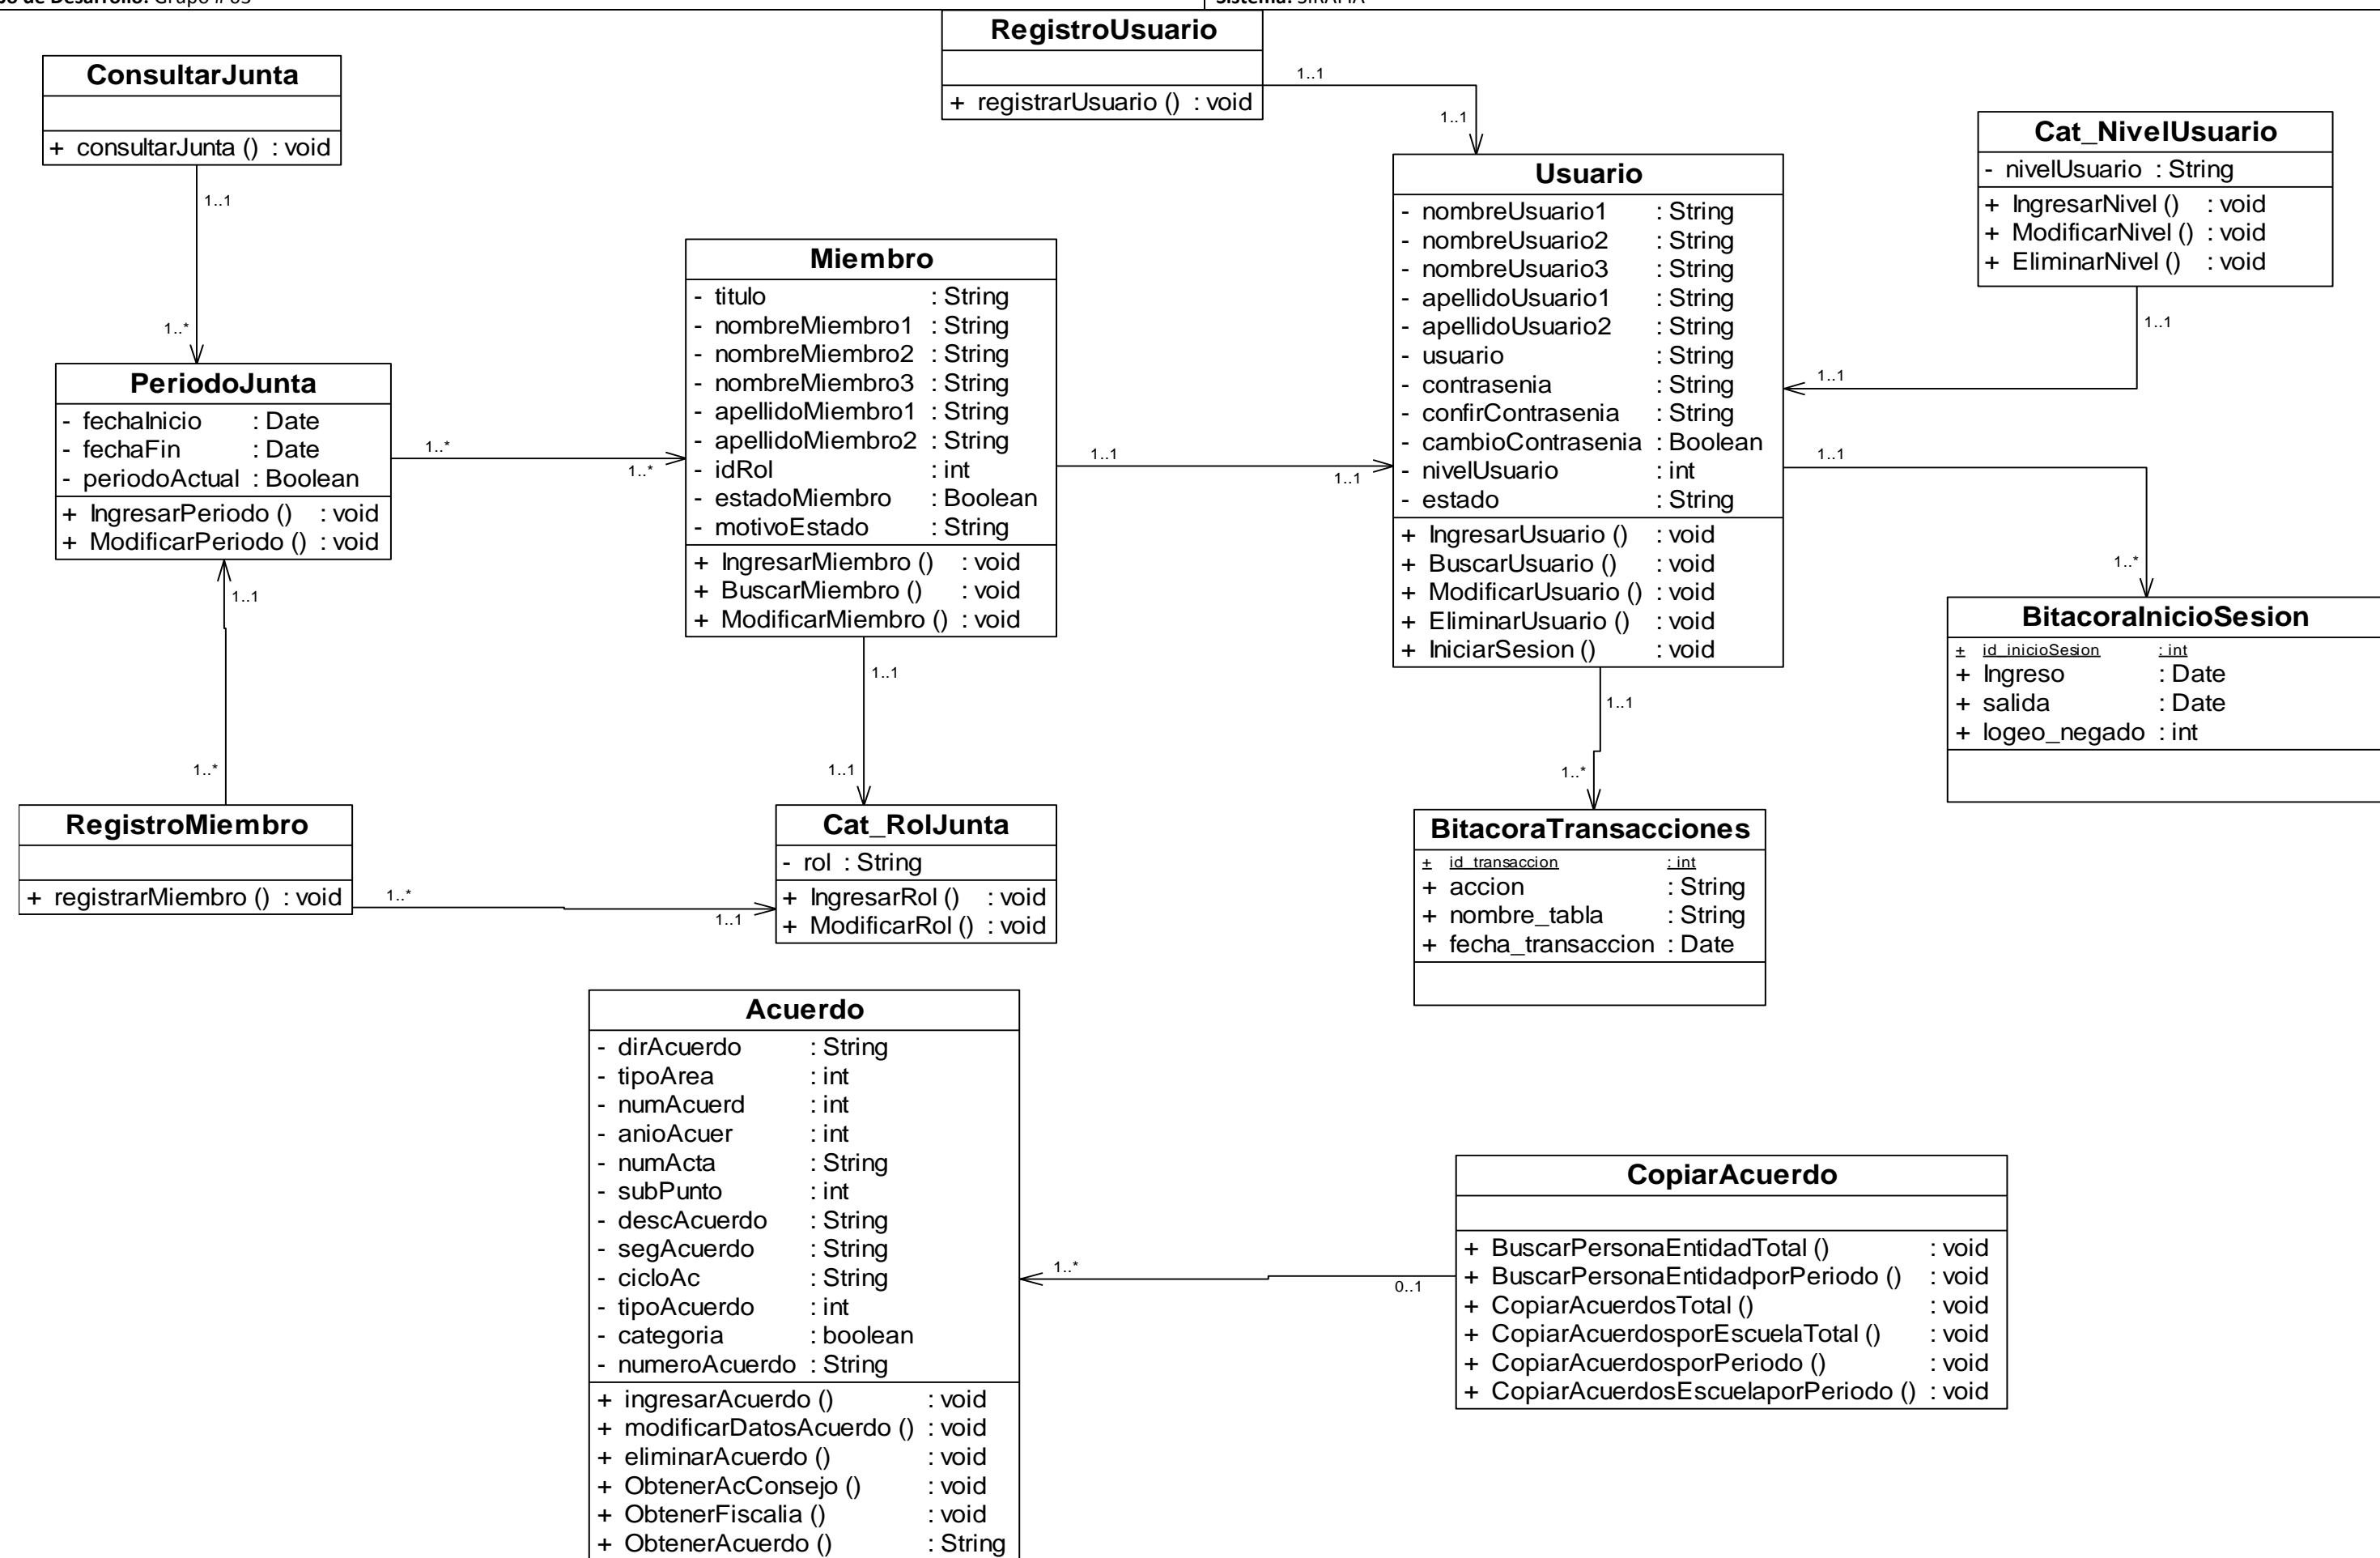 de Desarrollo: Grupo # 03
Sistema: SIRAMA
RegistroUsuario
+ registrarUsuario () : void
ConsultarJunta
+ consultarJunta () : void
1..1
1..1
1..1
1..*
Cat_NivelUsuario
- nivelUsuario : String
+ IngresarNivel () : void
+ ModificarNivel () : void
+ EliminarNivel () : void
1..1
1..1
Usuario
- nombreUsuario1 : String
- nombreUsuario2 : String
- nombreUsuario3 : String
- apellidoUsuario1 : String
- apellidoUsuario2 : String
- usuario : String
- contrasenia : String
- confirContrasenia : String
- cambioContrasenia : Boolean
- nivelUsuario : int
- estado : String
+ IngresarUsuario () : void
+ BuscarUsuario () : void
+ ModificarUsuario () : void
+ EliminarUsuario () : void
+ IniciarSesion () : void
Miembro
- titulo : String
- nombreMiembro1 : String
- nombreMiembro2 : String
- nombreMiembro3 : String
- apellidoMiembro1 : String
- apellidoMiembro2 : String
- idRol : int
- estadoMiembro : Boolean
- motivoEstado : String
+ IngresarMiembro () : void
+ BuscarMiembro () : void
+ ModificarMiembro () : void
PeriodoJunta
- fechaInicio : Date
- fechaFin : Date
- periodoActual : Boolean
+ IngresarPeriodo () : void
+ ModificarPeriodo () : void
1..*
1..*
1..1
1..1
1..1
1..*
1..1
1..*
1..1
1..1
1..1
1..*
BitacoraInicioSesion
+ id_inicioSesion : int
+ Ingreso : Date
+ salida : Date
+ logeo_negado : int
RegistroMiembro
+ registrarMiembro () : void
1..*
1..1
Cat_RolJunta
- rol : String
+ IngresarRol () : void
+ ModificarRol () : void
BitacoraTransacciones
+ id_transaccion : int
+ accion : String
+ nombre_tabla : String
+ fecha_transaccion : Date
Acuerdo
- dirAcuerdo : String
- tipoArea : int
- numAcuerd : int
- anioAcuer : int
- numActa : String
- subPunto : int
- descAcuerdo : String
- segAcuerdo : String
- cicloAc : String
- tipoAcuerdo : int
- categoria : boolean
- numeroAcuerdo : String
+ ingresarAcuerdo () : void
+ modificarDatosAcuerdo () : void
+ eliminarAcuerdo () : void
+ ObtenerAcConsejo () : void
+ ObtenerFiscalia () : void
+ ObtenerAcuerdo () : String
1..*
0..1
CopiarAcuerdo
+ BuscarPersonaEntidadTotal () : void
+ BuscarPersonaEntidadporPeriodo () : void
+ CopiarAcuerdosTotal () : void
+ CopiarAcuerdosporEscuelaTotal () : void
+ CopiarAcuerdosporPeriodo () : void
+ CopiarAcuerdosEscuelaporPeriodo () : void